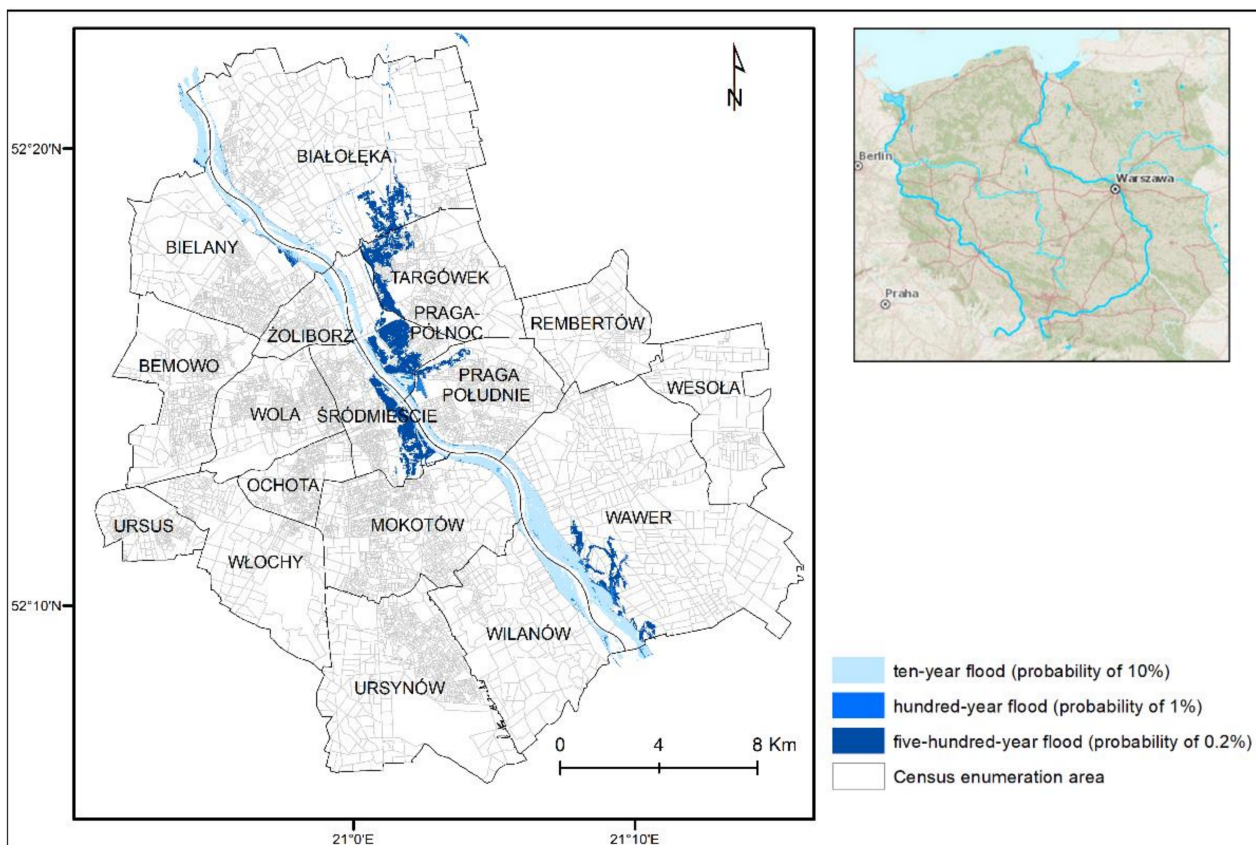 N
52°20'N
BIAŁOŁĘKA
BIELANY
TARGÓWEK
PRAGA-
PÓŁNOC
REMBERTÓW
ŻOLIBORZ
BEMOWO
PRAGA
POŁUDNIE
WESOŁA
WOLA
ŚRÓDMIEŚCIE
OCHOTA
URSUS
MOKOTÓW
WAWER
WŁOCHY
52°10'N
WILANÓW
URSYNÓW
0 4 8 Km
21°0'E
21°10'E
Berlin
Warszawa
Praha
ten-year flood (probability of 10%)
hundred-year flood (probability of 1%)
five-hundred-year flood (probability of 0.2%)
Census enumeration area